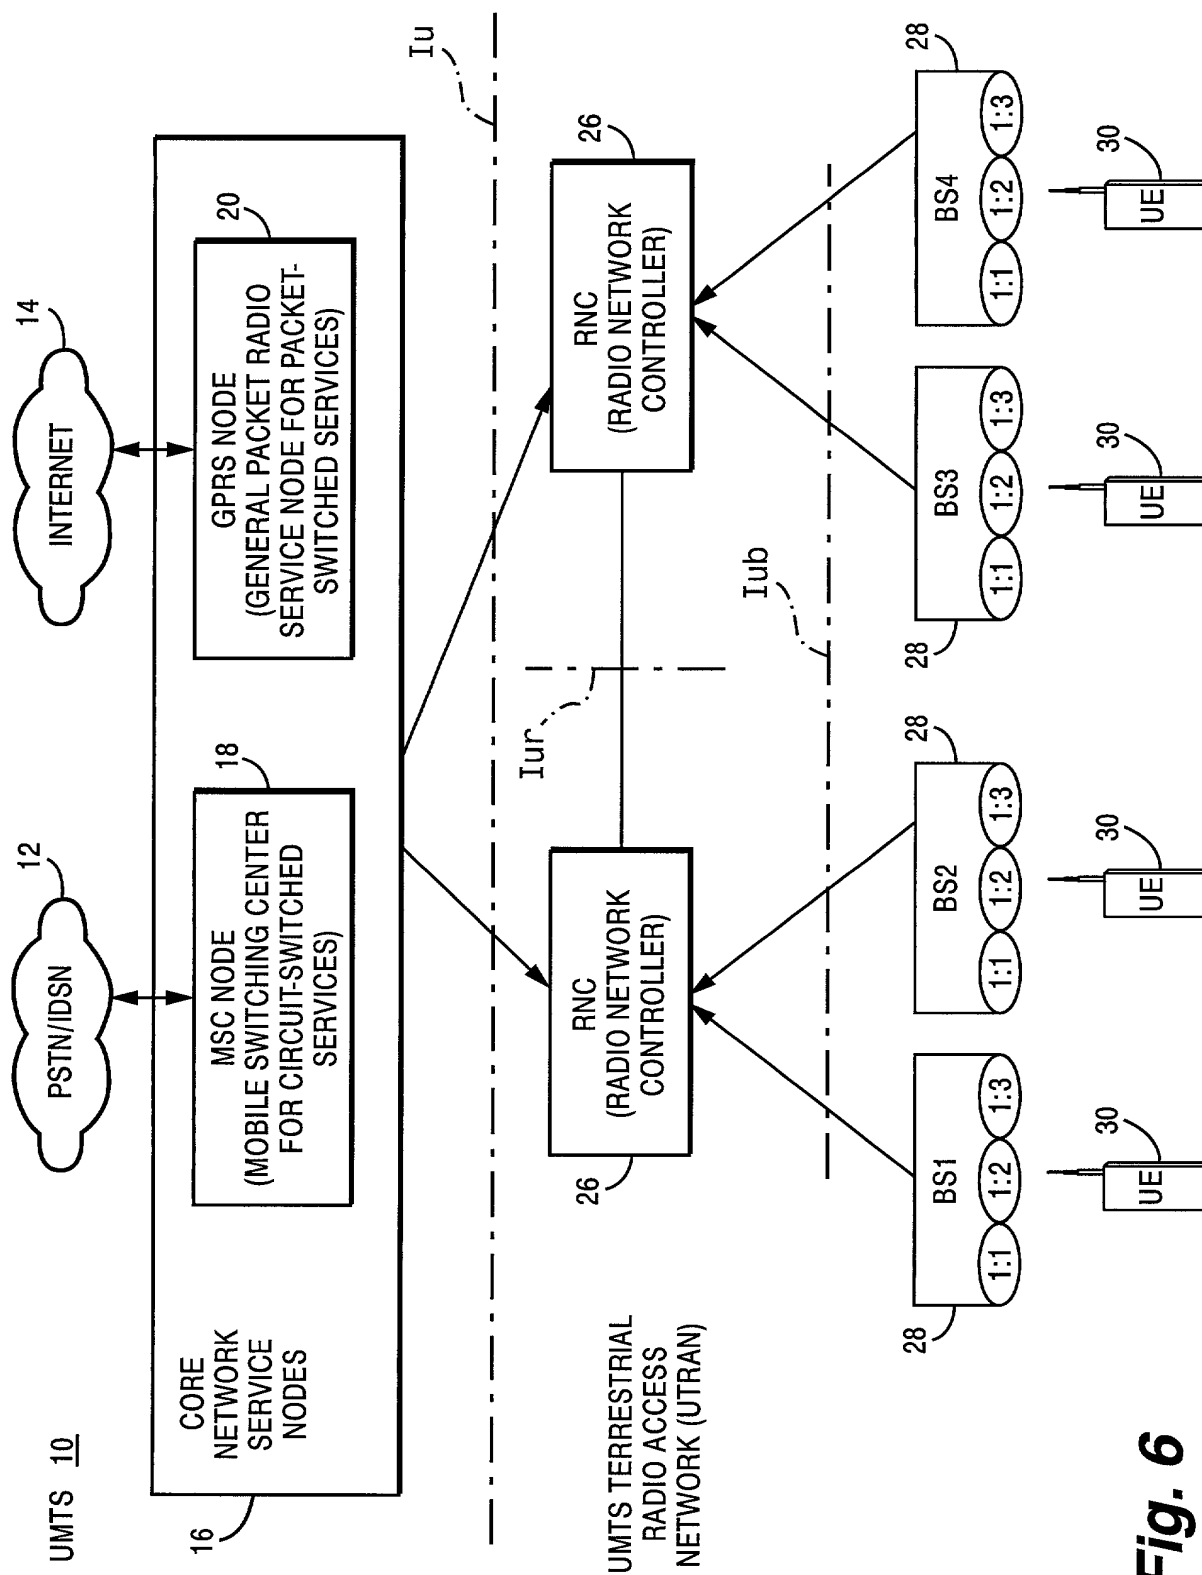 UMTS 10
12
PSTN/IDSN
14
INTERNET
16
CORE
NETWORK
SERVICE
NODES
18
MSC NODE
(MOBILE SWITCHING CENTER
FOR CIRCUIT-SWITCHED
SERVICES)
20
GPRS NODE
(GENERAL PACKET RADIO
SERVICE NODE FOR PACKET-
SWITCHED SERVICES)
Iu
UMTS TERRESTRIAL
RADIO ACCESS
NETWORK (UTRAN)
26
RNC
(RADIO NETWORK
CONTROLLER)
Iur
26
RNC
(RADIO NETWORK
CONTROLLER)
Iub
28
BS1
1:1 1:2 1:3
28
BS2
1:1 1:2 1:3
28
BS3
1:1 1:2 1:3
28
BS4
1:1 1:2 1:3
30
UE
30
UE
30
UE
30
UE
Fig. 6